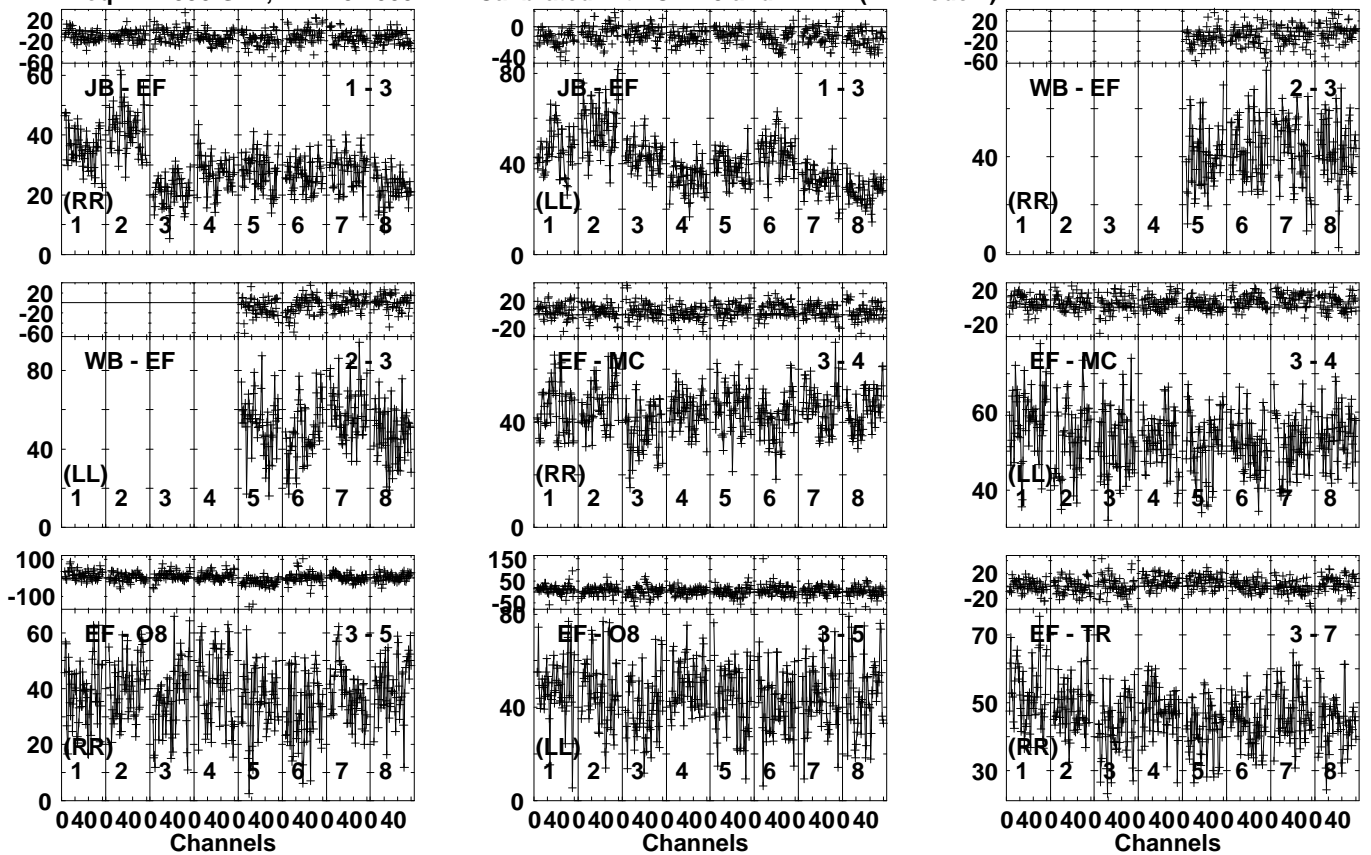 20
-20
-60
60
JB - EF 1 - 3
40
20
(RR)
1 2 3 4 5 6 7 8
0
0
-40
80
JB - EF 1 - 3
40
(LL)
1 2 3 4 5 6 7 8
0
20
-20
-60
WB - EF 2 - 3
40
(RR)
1 2 3 4 5 6 7 8
0
20
-20
-60
WB - EF 2 - 3
80
40
(LL)
1 2 3 4 5 6 7 8
0
20
-20
EF - MC 3 - 4
40
(RR)
1 2 3 4 5 6 7 8
0
20
-20
EF - MC 3 - 4
60
(LL)
40 1 2 3 4 5 6 7 8
100
-100
60
EF - O8 3 - 5
40
20
(RR)
1 2 3 4 5 6 7 8
0
150
50
-50
80
EF - O8 3 - 5
40
(LL)
1 2 3 4 5 6 7 8
0
20
-20
70
EF - TR 3 - 7
50
(RR)
30 1 2 3 4 5 6 7 8
0 40 0 40 0 40 0 40 0 40 0 40 0 40 0 40
Channels
0 40 0 40 0 40 0 40 0 40 0 40 0 40 0 40
Channels
0 40 0 40 0 40 0 40 0 40 0 40 0 40 0 40
Channels